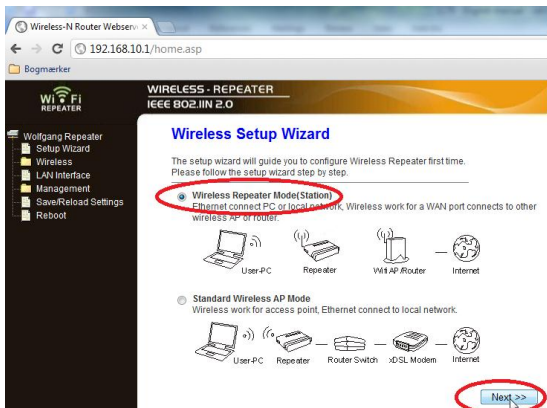 Wireless-N Router Webserv
192.168.10.1/home.asp
Bogmærker
WiFi
REPEATER
WIRELESS - REPEATER
IEEE 802.11N 2.0
Wolfgang Repeater
Setup Wizard
Wireless
LAN Interface
Management
Save/Reload Settings
Reboot
Wireless Setup Wizard
The setup wizard will guide you to configure Wireless Repeater first time.
Please follow the setup wizard step by step.
Wireless Repeater Mode(Station)
Ethernet connect PC or local network, Wireless work for a WAN port connects to other
wireless AP or router.
User-PC Repeater Wifi AP/Router Internet
Standard Wireless AP Mode
Wireless work for access point, Ethernet connect to local network.
User-PC Repeater Router Switch xDSL Modem Internet
Next >>